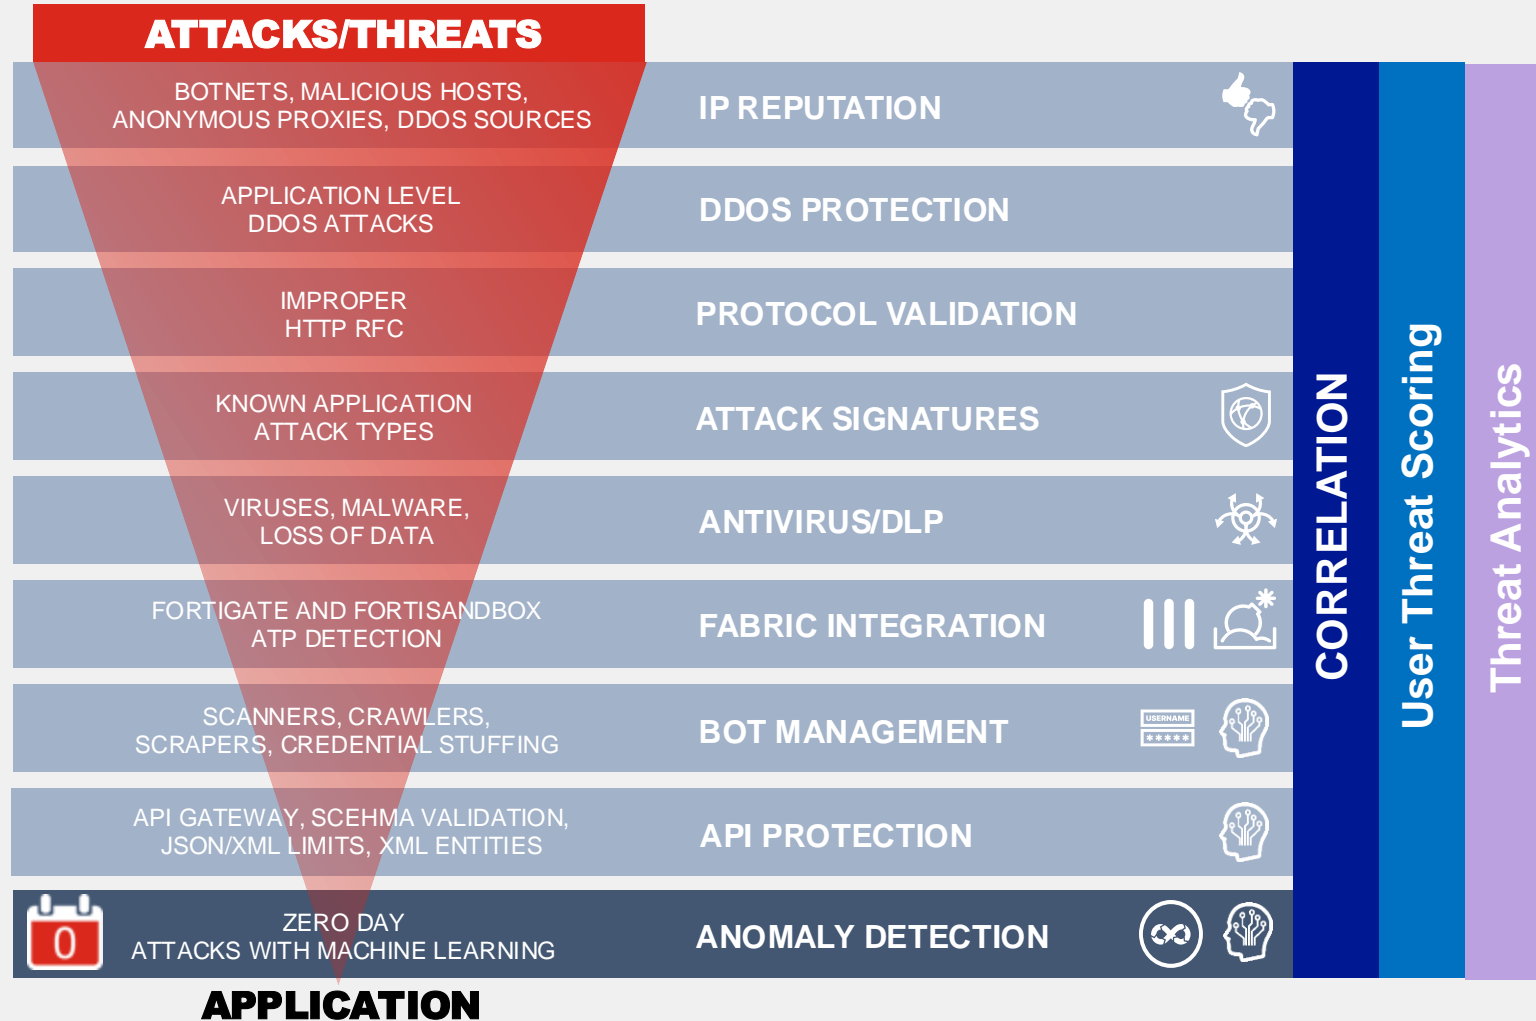 ATTACKS/THREATS
BOTNETS, MALICIOUS HOSTS,
ANONYMOUS PROXIES, DDOS SOURCES
IP REPUTATION
APPLICATION LEVEL
DDOS ATTACKS
DDOS PROTECTION
IMPROPER
HTTP RFC
PROTOCOL VALIDATION
KNOWN APPLICATION
ATTACK TYPES
ATTACK SIGNATURES
VIRUSES, MALWARE,
LOSS OF DATA
ANTIVIRUS/DLP
FORTIGATE AND FORTISANDBOX
ATP DETECTION
FABRIC INTEGRATION
SCANNERS, CRAWLERS,
SCRAPERS, CREDENTIAL STUFFING
BOT MANAGEMENT
USERNAME
*****
API GATEWAY, SCEHMA VALIDATION,
JSON/XML LIMITS, XML ENTITIES
API PROTECTION
0
ZERO DAY
ATTACKS WITH MACHINE LEARNING
ANOMALY DETECTION
APPLICATION
CORRELATION
User Threat Scoring
Threat Analytics